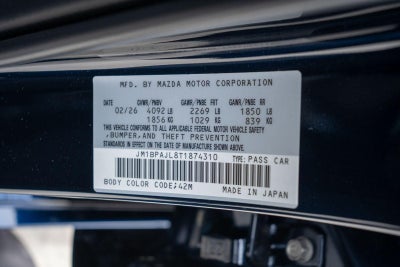 MFD. BY MAZDA MOTOR CORPORATION
GVWR/PNBV GAWR/PNBE FRT GAWR/PNBE RR
02/26 4092 LB 2269 LB 1850 LB
1856 KG 1029 KG 839 KG
THIS VEHICLE CONFORMS TO ALL APPLICABLE FEDERAL MOTOR VEHICLE SAFETY
, BUMPER, AND THEFT PREVENTION
STANDARDS IN EFFECT ON THE DATE OF MANUFACTURE SHOWN ABOVE.
JM1BPAJL8T1874310 TYPE: PASS CAR
BODY COLOR CODE/42M MADE IN JAPAN